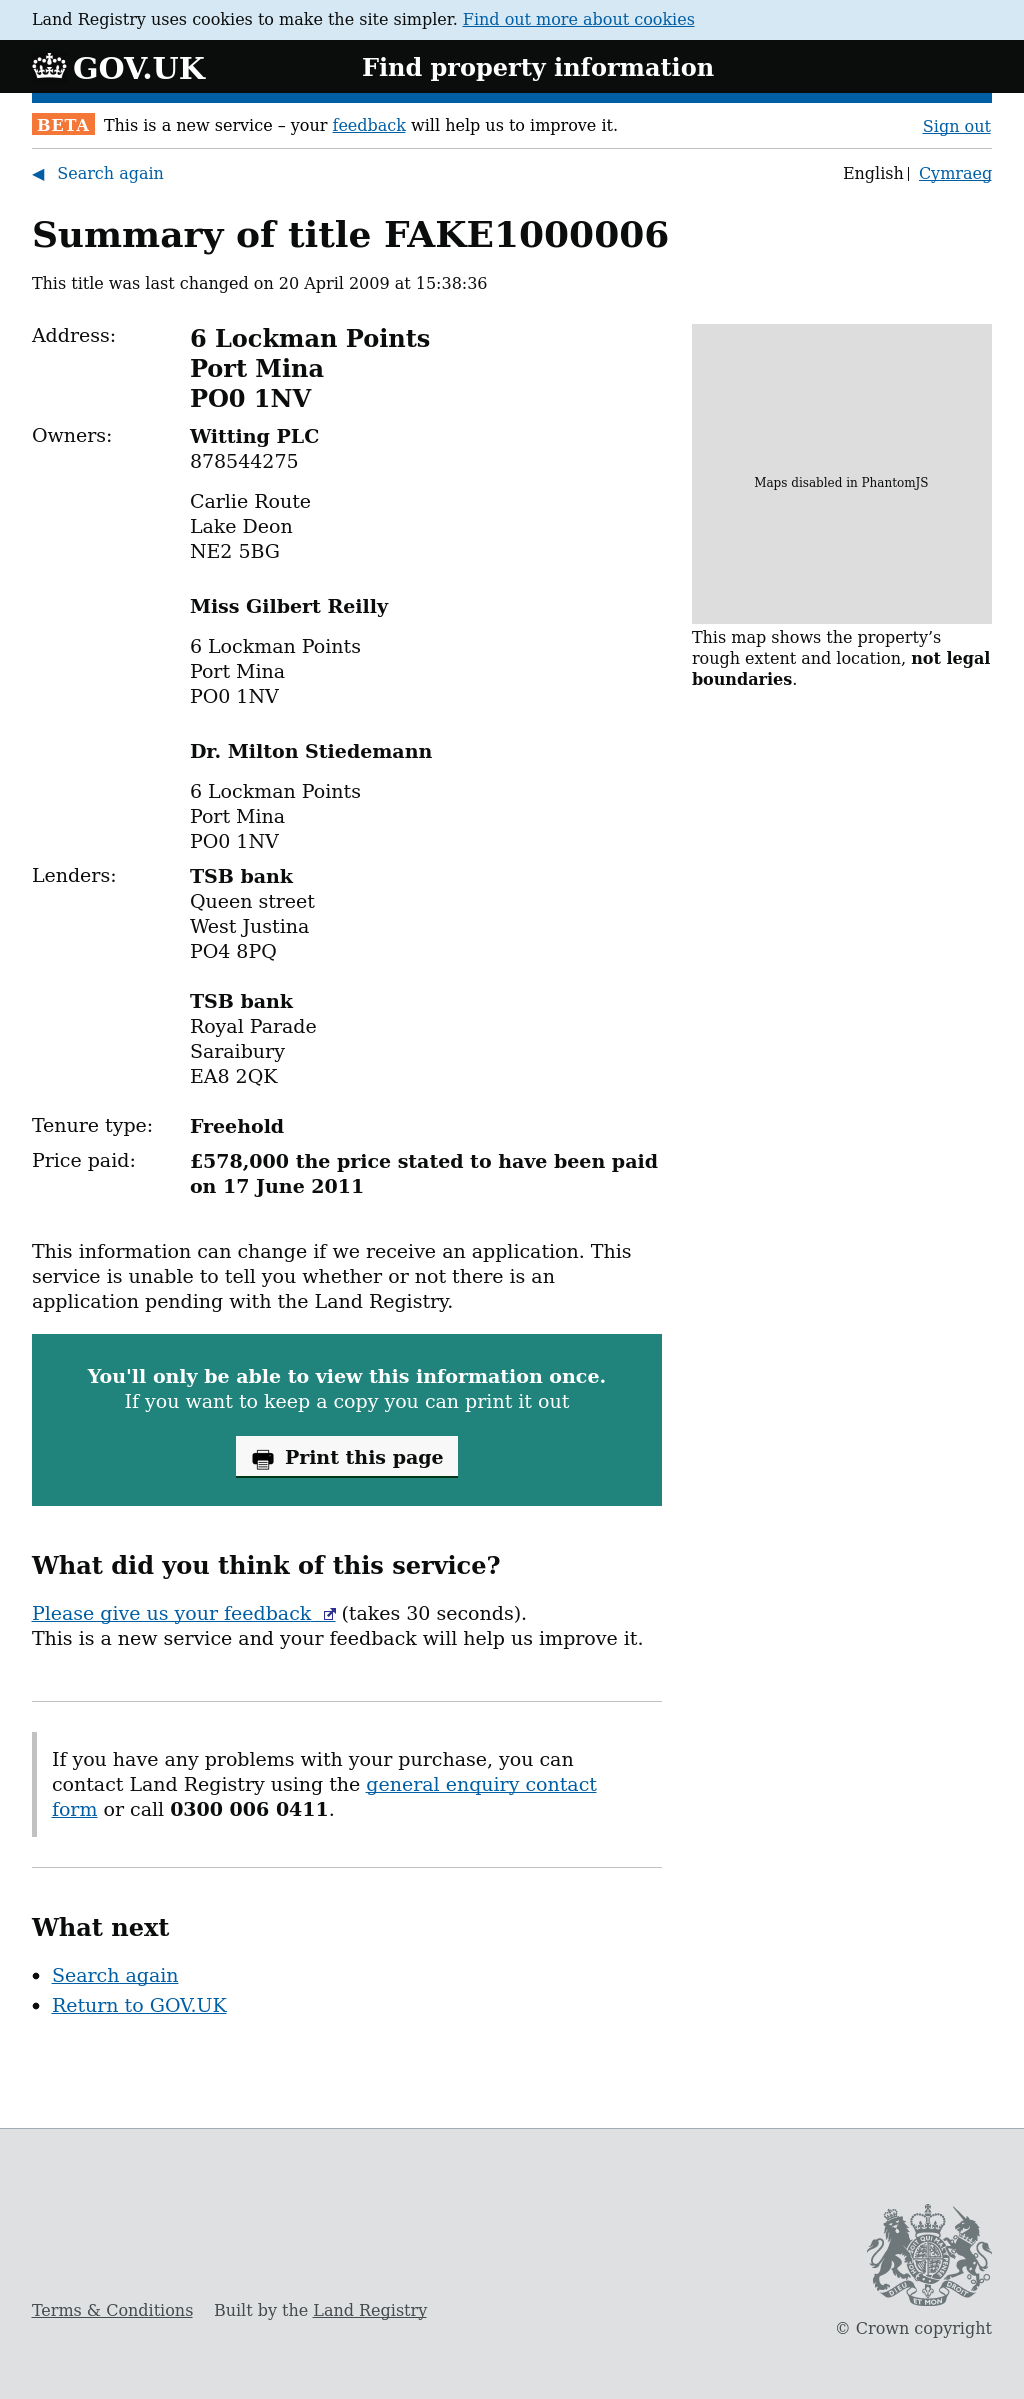 Land Registry uses cookies to make the site simpler. Find out more about cookies
GOV.UK
Find property information
BETA This is a new service – your feedback will help us to improve it.
Sign out
◀ Search again
English | Cymraeg
Summary of title FAKE1000006
This title was last changed on 20 April 2009 at 15:38:36
Address:
6 Lockman Points
Port Mina
PO0 1NV
Owners:
Witting PLC
878544275
Carlie Route
Lake Deon
NE2 5BG
Miss Gilbert Reilly
6 Lockman Points
Port Mina
PO0 1NV
Dr. Milton Stiedemann
6 Lockman Points
Port Mina
PO0 1NV
Lenders:
TSB bank
Queen street
West Justina
PO4 8PQ
TSB bank
Royal Parade
Saraibury
EA8 2QK
Tenure type:
Freehold
Price paid:
£578,000 the price stated to have been paid
on 17 June 2011
Maps disabled in PhantomJS
This map shows the property’s
rough extent and location, not legal
boundaries.
This information can change if we receive an application. This
service is unable to tell you whether or not there is an
application pending with the Land Registry.
You'll only be able to view this information once.
If you want to keep a copy you can print it out
Print this page
What did you think of this service?
Please give us your feedback (takes 30 seconds).
This is a new service and your feedback will help us improve it.
If you have any problems with your purchase, you can
contact Land Registry using the general enquiry contact
form or call 0300 006 0411.
What next
• Search again
• Return to GOV.UK
Terms & Conditions
Built by the Land Registry
DIEU ET MON DROIT
© Crown copyright